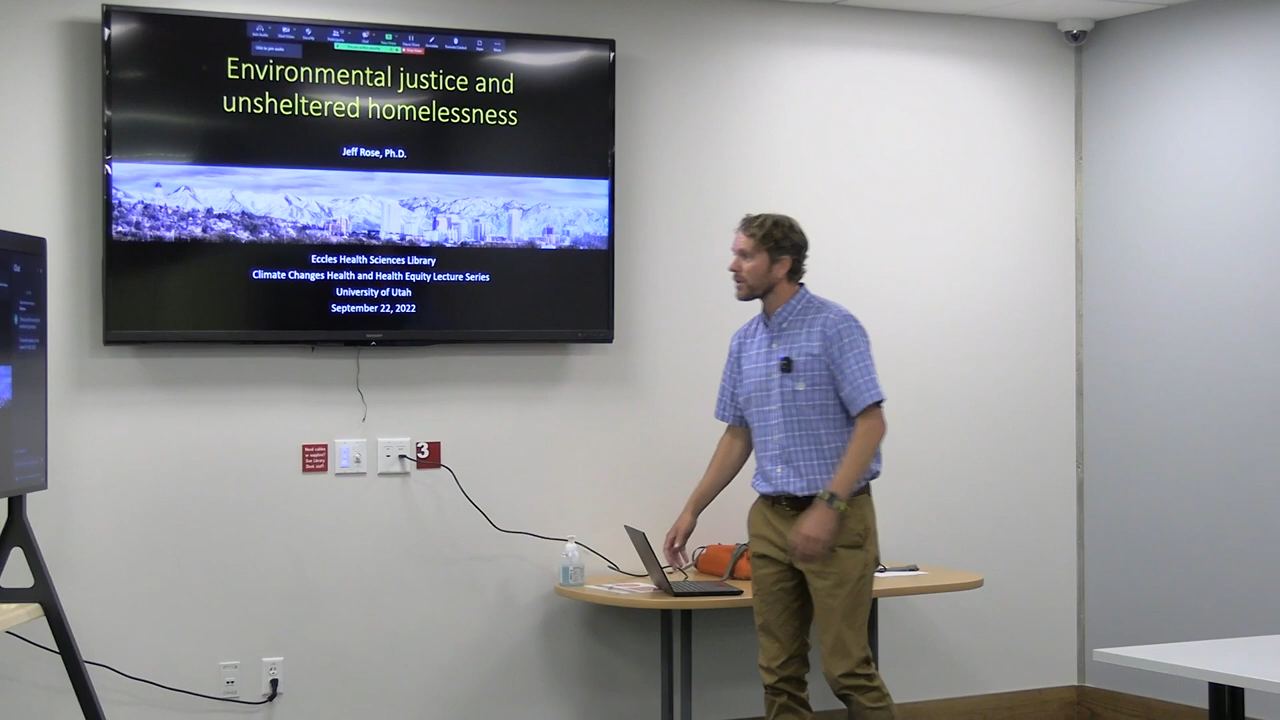 Environmental justice and
unsheltered homelessness
Jeff Rose, Ph.D.
Eccles Health Sciences Library
Climate Changes Health and Health Equity Lecture Series
University of Utah
September 22, 2022
3